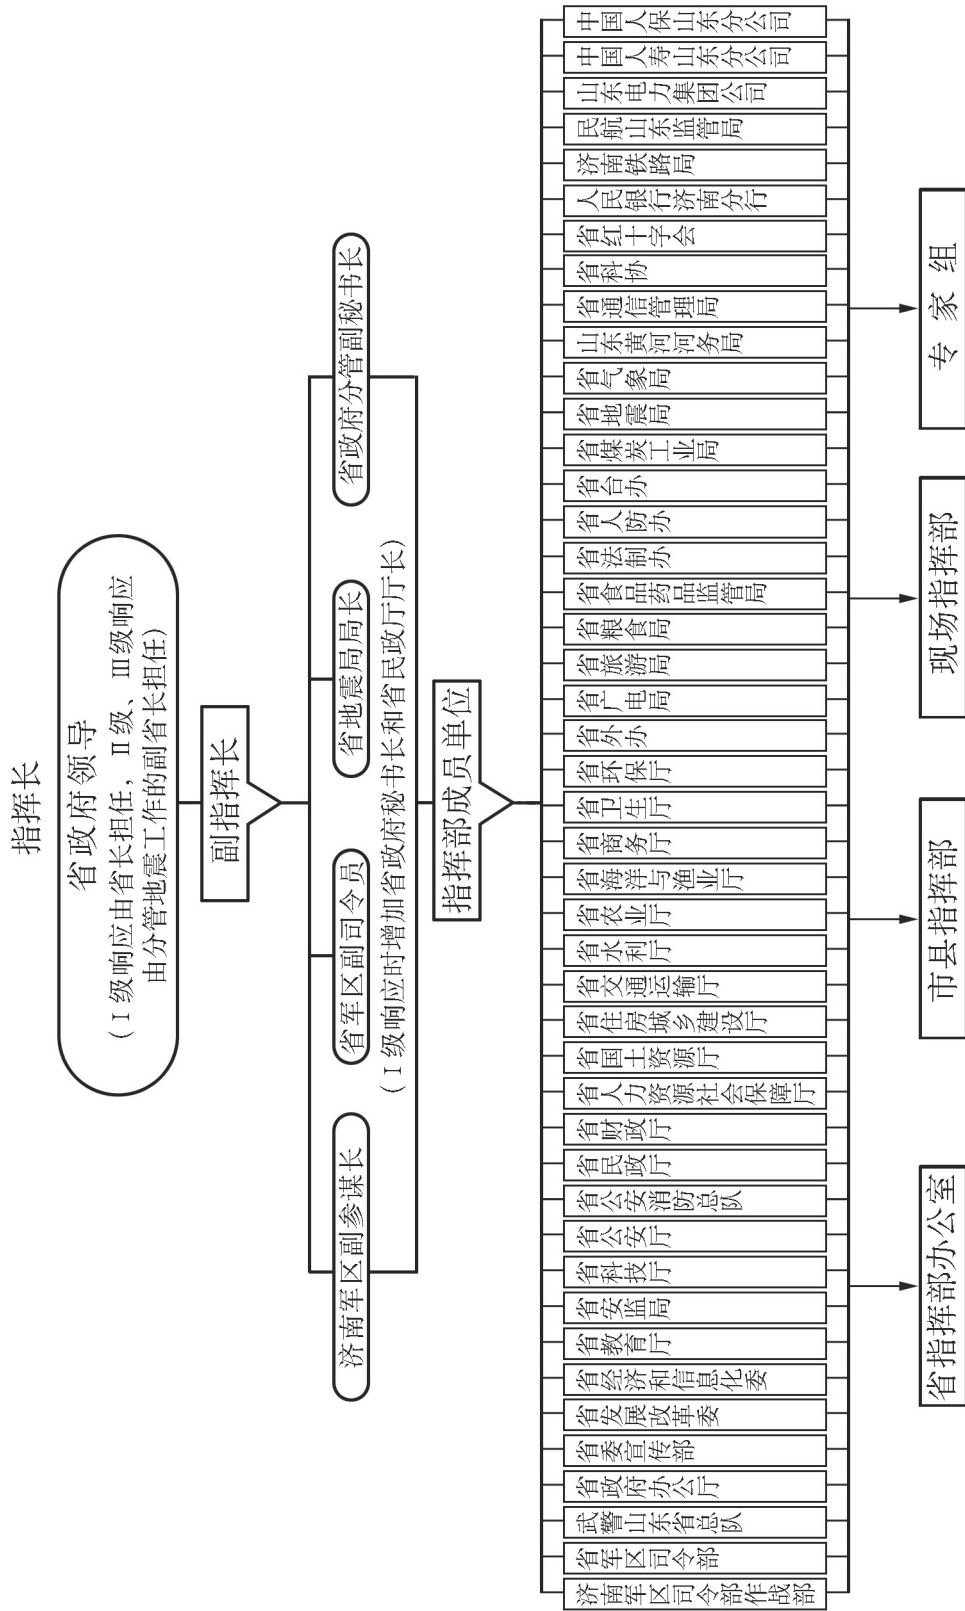 指挥长
省政府领导
(Ⅰ级响应由省长担任，Ⅱ级、Ⅲ级响应
由分管地震工作的副省长担任)
副指挥长
济南军区副参谋长
省军区副司令员
省地震局局长
省政府分管副秘书长
(Ⅰ级响应时增加省政府秘书长和省民政厅厅长)
指挥部成员单位
济南军区司令部作战部
省军区司令部
武警山东省总队
省政府办公厅
省委宣传部
省发展改革委
省经济和信息化委
省教育厅
省安监局
省科技厅
省公安厅
省公安消防总队
省民政厅
省财政厅
省人力资源社会保障厅
省国土资源厅
省住房城乡建设厅
省交通运输厅
省水利厅
省农业厅
省海洋与渔业厅
省商务厅
省卫生厅
省环保厅
省外办
省广电局
省旅游局
省粮食局
省食品药品监管局
省法制办
省人防办
省台办
省煤炭工业局
省地震局
省气象局
山东黄河河务局
省通信管理局
省科协
省红十字会
人民银行济南分行
济南铁路局
民航山东监管局
山东电力集团公司
中国人寿山东分公司
中国人保山东分公司
省指挥部办公室
市县指挥部
现场指挥部
专家组